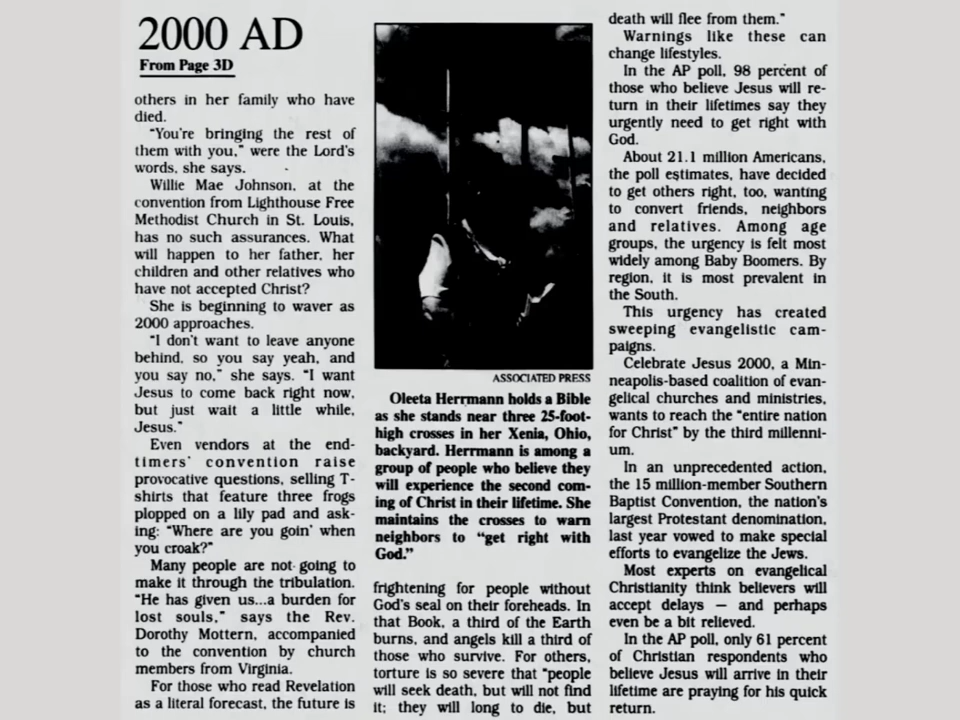 2000 AD
From Page 3D
others in her family who have
died.
"You're bringing the rest of
them with you," were the Lord's
words, she says.
Willie Mae Johnson, at the
convention from Lighthouse Free
Methodist Church in St. Louis,
has no such assurances. What
will happen to her father, her
children and other relatives who
have not accepted Christ?
She is beginning to waver as
2000 approaches.
"I don't want to leave anyone
behind, so you say yeah, and
you say no," she says. "I want
Jesus to come back right now,
but just wait a little while,
Jesus."
Even vendors at the end-
timers' convention raise
provocative questions, selling T-
shirts that feature three frogs
plopped on a lily pad and ask-
ing: "Where are you goin' when
you croak?"
Many people are not going to
make it through the tribulation.
"He has given us...a burden for
lost souls," says the Rev.
Dorothy Mottern, accompanied
to the convention by church
members from Virginia.
For those who read Revelation
as a literal forecast, the future is
ASSOCIATED PRESS
Oleeta Herrmann holds a Bible
as she stands near three 25-foot-
high crosses in her Xenia, Ohio,
backyard. Herrmann is among a
group of people who believe they
will experience the second com-
ing of Christ in their lifetime. She
maintains the crosses to warn
neighbors to "get right with
God."
frightening for people without
God's seal on their foreheads. In
that Book, a third of the Earth
burns, and angels kill a third of
those who survive. For others,
torture is so severe that "people
will seek death, but will not find
it; they will long to die, but
death will flee from them."
Warnings like these can
change lifestyles.
In the AP poll, 98 percent of
those who believe Jesus will re-
turn in their lifetimes say they
urgently need to get right with
God.
About 21.1 million Americans,
the poll estimates, have decided
to get others right, too, wanting
to convert friends, neighbors
and relatives. Among age
groups, the urgency is felt most
widely among Baby Boomers. By
region, it is most prevalent in
the South.
This urgency has created
sweeping evangelistic cam-
paigns.
Celebrate Jesus 2000, a Min-
neapolis-based coalition of evan-
gelical churches and ministries,
wants to reach the "entire nation
for Christ" by the third millenni-
um.
In an unprecedented action,
the 15 million-member Southern
Baptist Convention, the nation's
largest Protestant denomination,
last year vowed to make special
efforts to evangelize the Jews.
Most experts on evangelical
Christianity think believers will
accept delays — and perhaps
even be a bit relieved.
In the AP poll, only 61 percent
of Christian respondents who
believe Jesus will arrive in their
lifetime are praying for his quick
return.